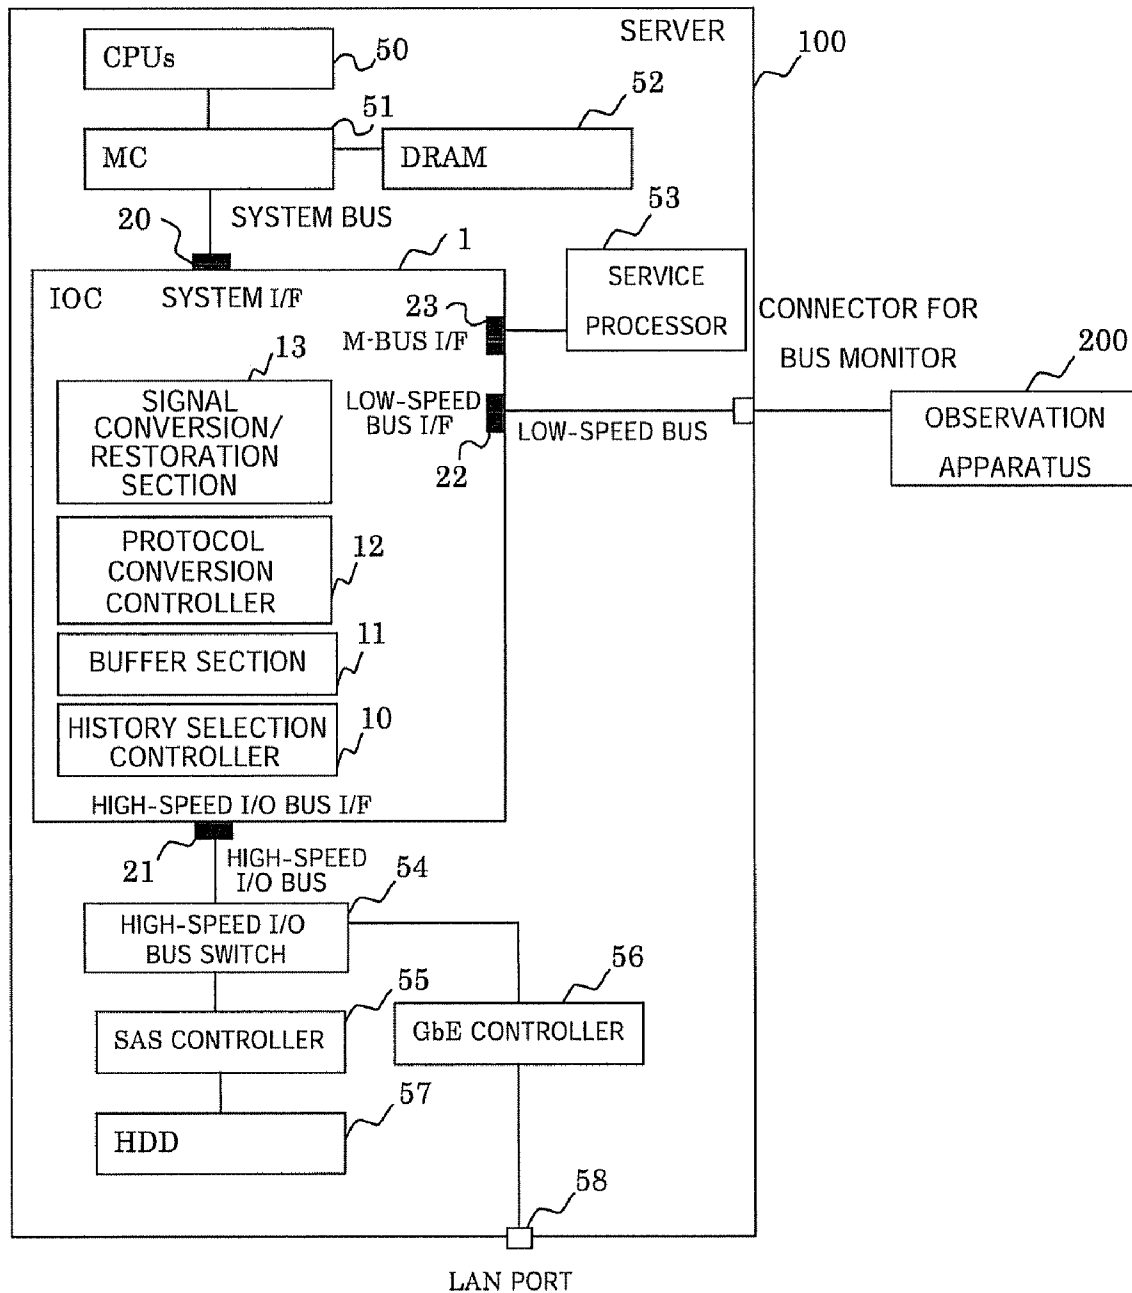 SERVER
100
CPUs
50
51
52
MC
DRAM
SYSTEM BUS
20
1
53
IOC
SYSTEM I/F
23
M-BUS I/F
SERVICE
PROCESSOR
CONNECTOR FOR
BUS MONITOR
200
13
SIGNAL
CONVERSION/
RESTORATION
SECTION
LOW-SPEED
BUS I/F
22
LOW-SPEED BUS
OBSERVATION
APPARATUS
PROTOCOL
CONVERSION
CONTROLLER
12
11
BUFFER SECTION
HISTORY SELECTION
CONTROLLER
10
HIGH-SPEED I/O BUS I/F
21
HIGH-SPEED
I/O BUS
54
HIGH-SPEED I/O
BUS SWITCH
55
56
SAS CONTROLLER
GbE CONTROLLER
57
HDD
58
LAN PORT